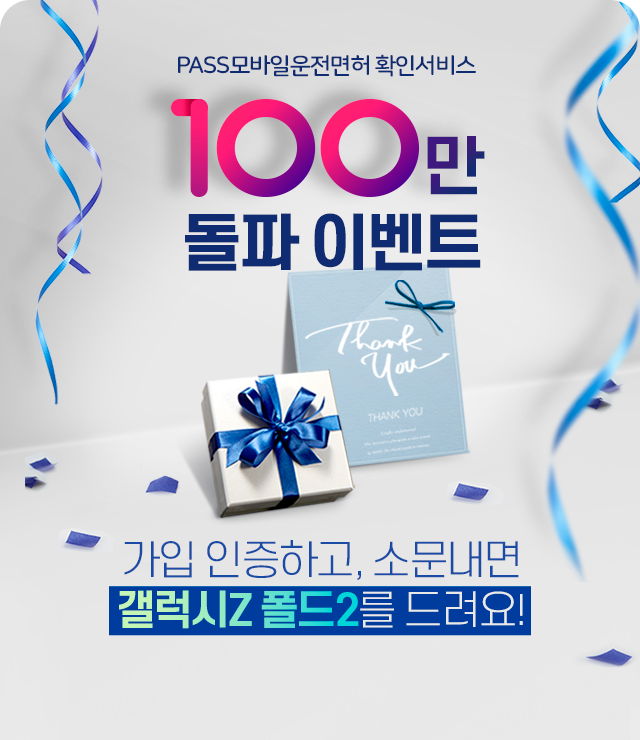 PASS모바일운전면허 확인서비스
100만
돌파 이벤트
Thank
You
THANK YOU
가입 인증하고, 소문내면
갤럭시Z 폴드2를 드려요!